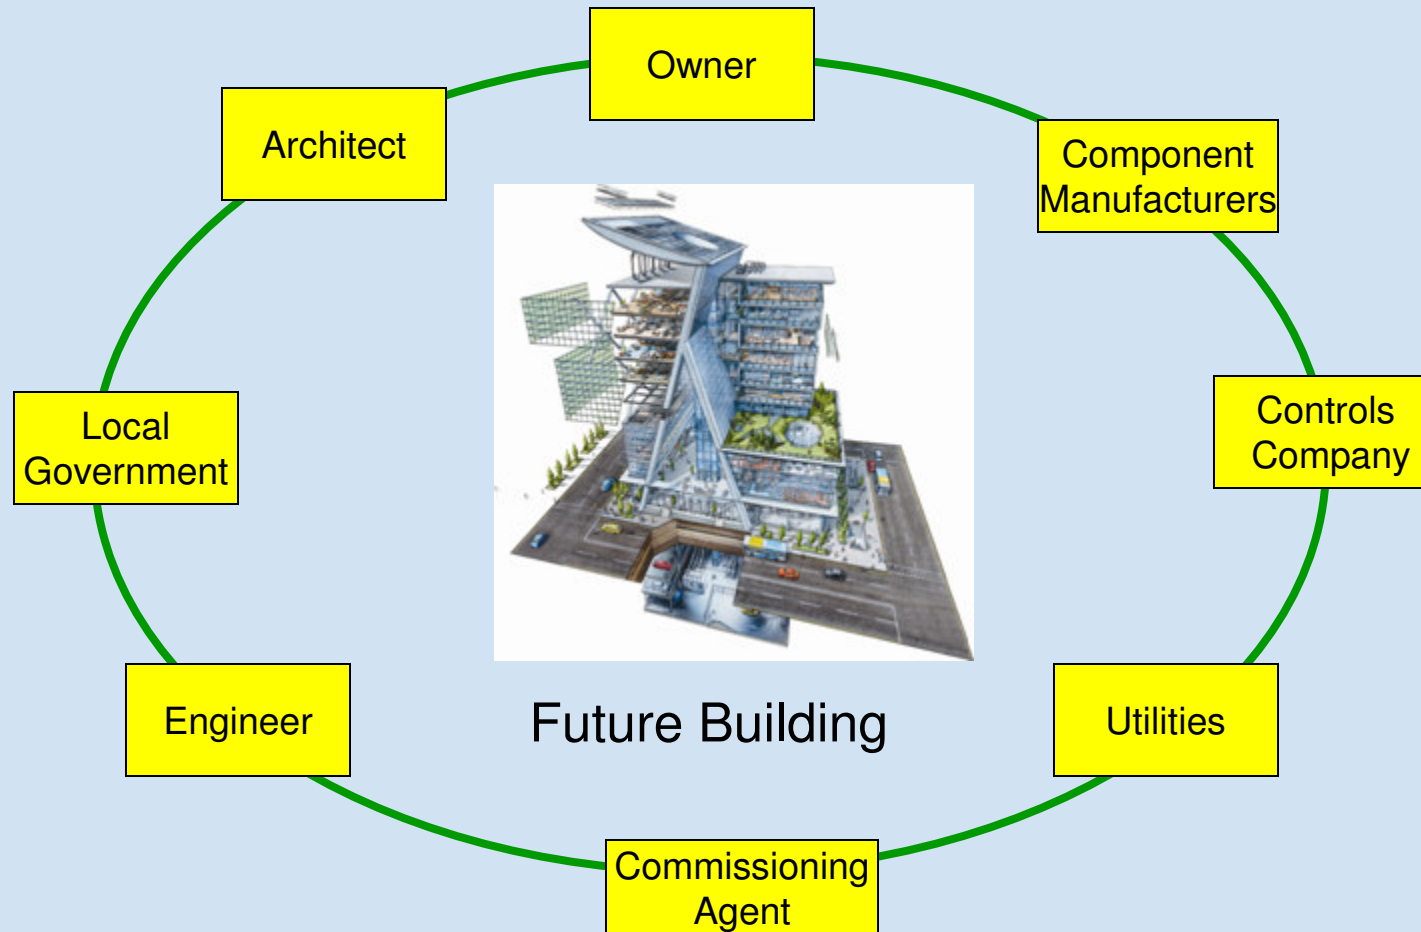 Owner
Architect
Component
Manufacturers
Local
Government
Controls
Company
Engineer
Future Building
Utilities
Commissioning
Agent